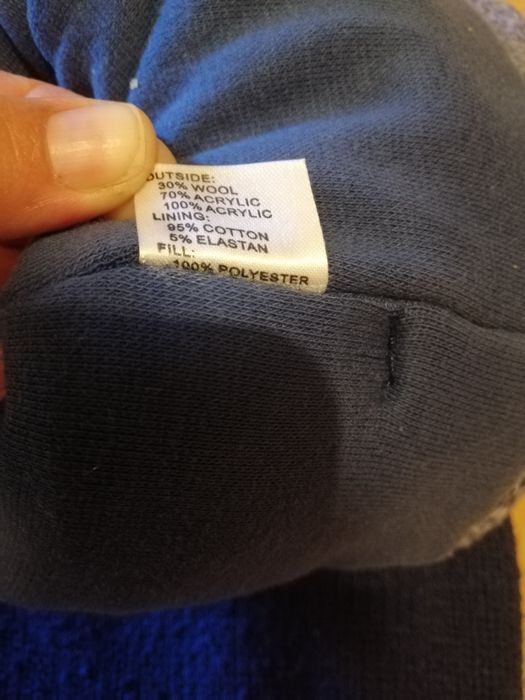 OUTSIDE:
30% WOOL
70% ACRYLIC
100% ACRYLIC
LINING:
95% COTTON
5% ELASTAN
FILL:
100% POLYESTER